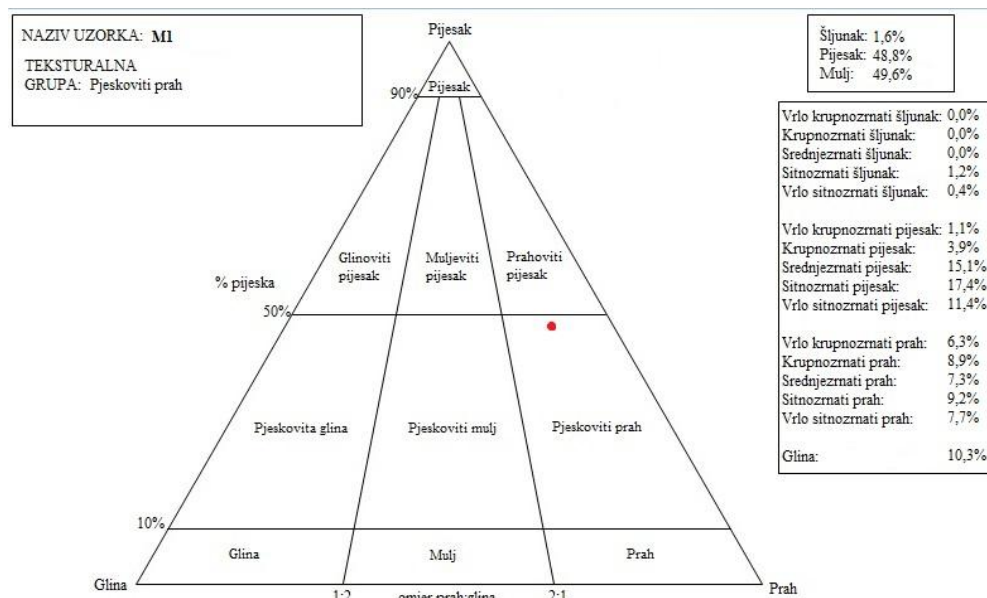 NAZIV UZORKA: M1
TEKSTURALNA
GRUPA: Pjeskoviti prah
Šljunak: 1,6%
Pijesak: 48,8%
Mulj: 49,6%
Vrlo krupnozrnati šljunak: 0,0%
Krupnozrnati šljunak: 0,0%
Srednjezrnati šljunak: 0,0%
Sitnozrnati šljunak: 1,2%
Vrlo sitnozrnati šljunak: 0,4%
Vrlo krupnozrnati pijesak: 1,1%
Krupnozrnati pijesak: 3,9%
Srednjezrnati pijesak: 15,1%
Sitnozrnati pijesak: 17,4%
Vrlo sitnozrnati pijesak: 11,4%
Vrlo krupnozrnati prah: 6,3%
Krupnozrnati prah: 8,9%
Srednjezrnati prah: 7,3%
Sitnozrnati prah: 9,2%
Vrlo sitnozrnati prah: 7,7%
Glina: 10,3%
Pijesak
90% Pijesak
Glinoviti pijesak
Muljeviti pijesak
Prahoviti pijesak
% pijeska
50%
Pjeskovita glina
Pjeskoviti mulj
Pjeskoviti prah
10%
Glina
Mulj
Prah
Glina
1:2
omjer prah:glina
2:1
Prah